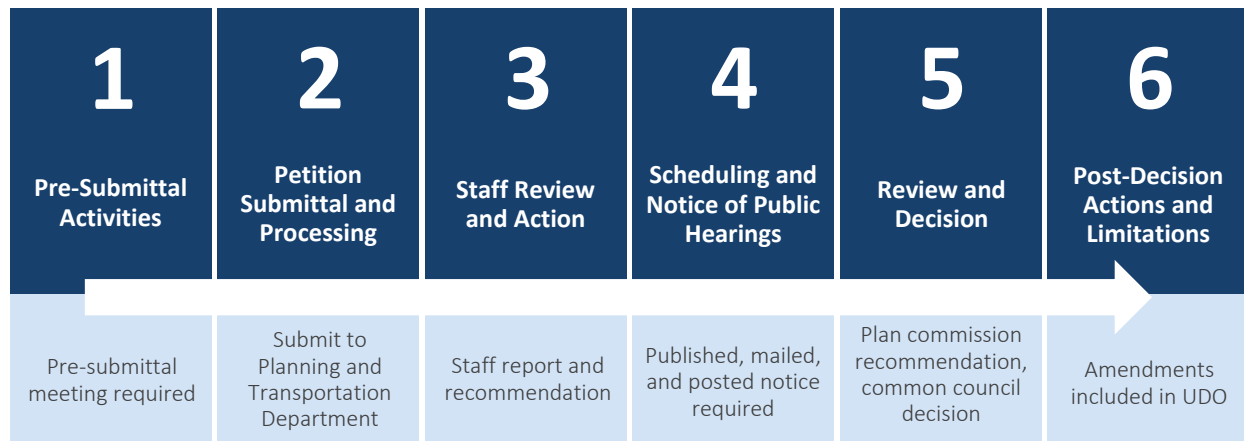 1
Pre-Submittal
Activities
Pre-submittal
meeting required
2
Petition
Submittal and
Processing
Submit to
Planning and
Transportation
Department
3
Staff Review
and Action
Staff report and
recommendation
4
Scheduling and
Notice of Public
Hearings
Published, mailed,
and posted notice
required
5
Review and
Decision
Plan commission
recommendation,
common council
decision
6
Post-Decision
Actions and
Limitations
Amendments
included in UDO